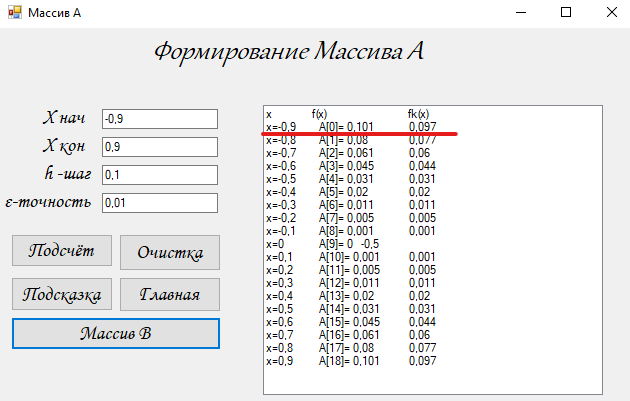 Массив А
Формирование Массива А
X нач -0,9
X кон 0,9
h -шаг 0,1
ε-точность 0,01
Подсчёт Очистка
Подсказка Главная
Массив В
x f(x) fk(x)
x=-0,9 A[0]= 0,101 0,097
x=-0,8 A[1]= 0,08 0,077
x=-0,7 A[2]= 0,061 0,06
x=-0,6 A[3]= 0,045 0,044
x=-0,5 A[4]= 0,031 0,031
x=-0,4 A[5]= 0,02 0,02
x=-0,3 A[6]= 0,011 0,011
x=-0,2 A[7]= 0,005 0,005
x=-0,1 A[8]= 0,001 0,001
x=0 A[9]= 0 -0,5
x=0,1 A[10]= 0,001 0,001
x=0,2 A[11]= 0,005 0,005
x=0,3 A[12]= 0,011 0,011
x=0,4 A[13]= 0,02 0,02
x=0,5 A[14]= 0,031 0,031
x=0,6 A[15]= 0,045 0,044
x=0,7 A[16]= 0,061 0,06
x=0,8 A[17]= 0,08 0,077
x=0,9 A[18]= 0,101 0,097